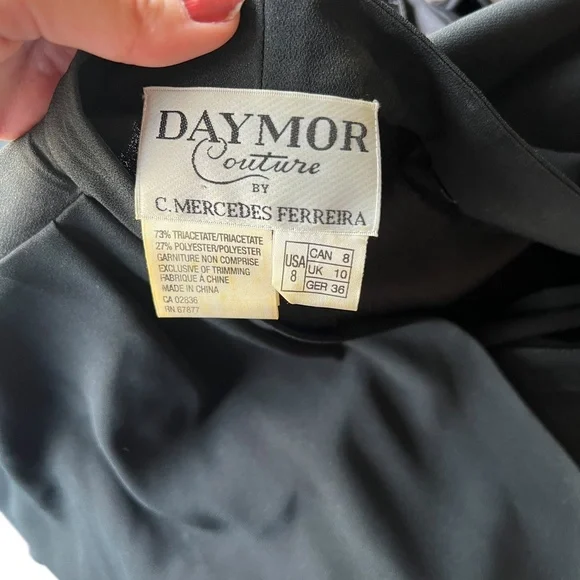 DAYMOR
Couture
BY
C. MERCEDES FERREIRA
73% TRIACETATE/TRIACETATE
27% POLYESTER/POLYESTER
GARNITURE NON COMPRISE
EXCLUSIVE OF TRIMMING
FABRIQUE À CHINE
MADE IN CHINA
CA 02836
RN 67677
USA 8
CAN 8
UK 10
GER 36